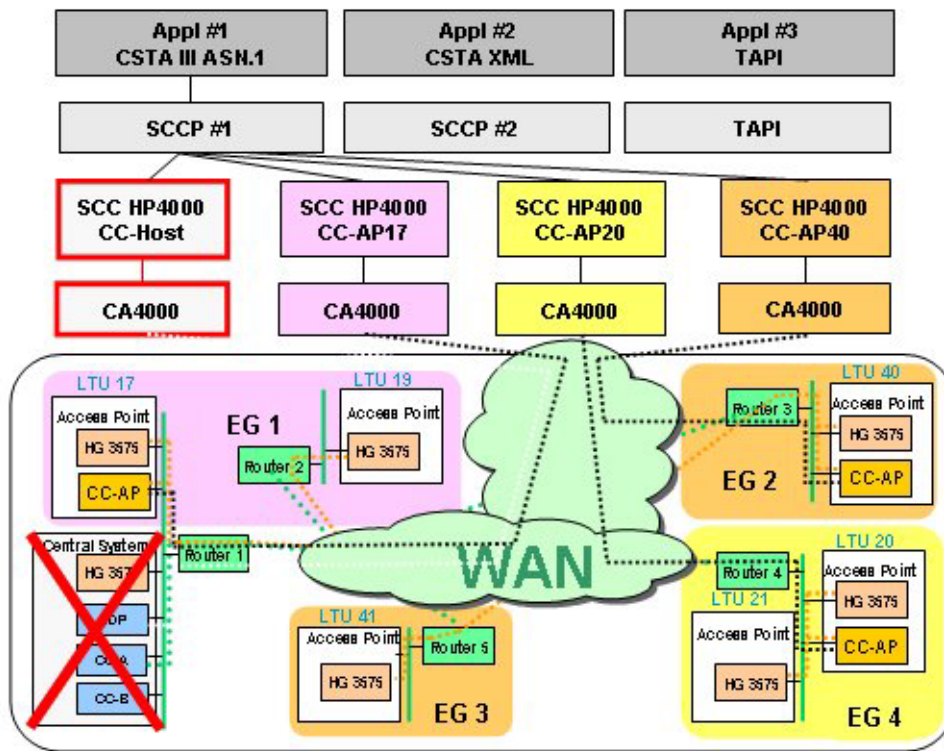 Appl #1
CSTA III ASN.1
Appl #2
CSTA XML
Appl #3
TAPI
SCCP #1
SCCP #2
TAPI
SCC HP4000
CC-Host
SCC HP4000
CC-AP17
SCC HP4000
CC-AP20
SCC HP4000
CC-AP40
CA4000
CA4000
CA4000
CA4000
LTU 17
Access Point
HG 3575
CC-AP
EG 1
LTU 19
Access Point
HG 3575
Router 2
Router 1
Central System
HG 3575
CC-A
CC-B
WAN
LTU 41
Access Point
HG 3575
Router 5
EG 3
LTU 40
Access Point
HG 3575
CC-AP
Router 3
EG 2
LTU 20
Access Point
HG 3575
CC-AP
Router 4
LTU 21
Access Point
HG 3575
EG 4